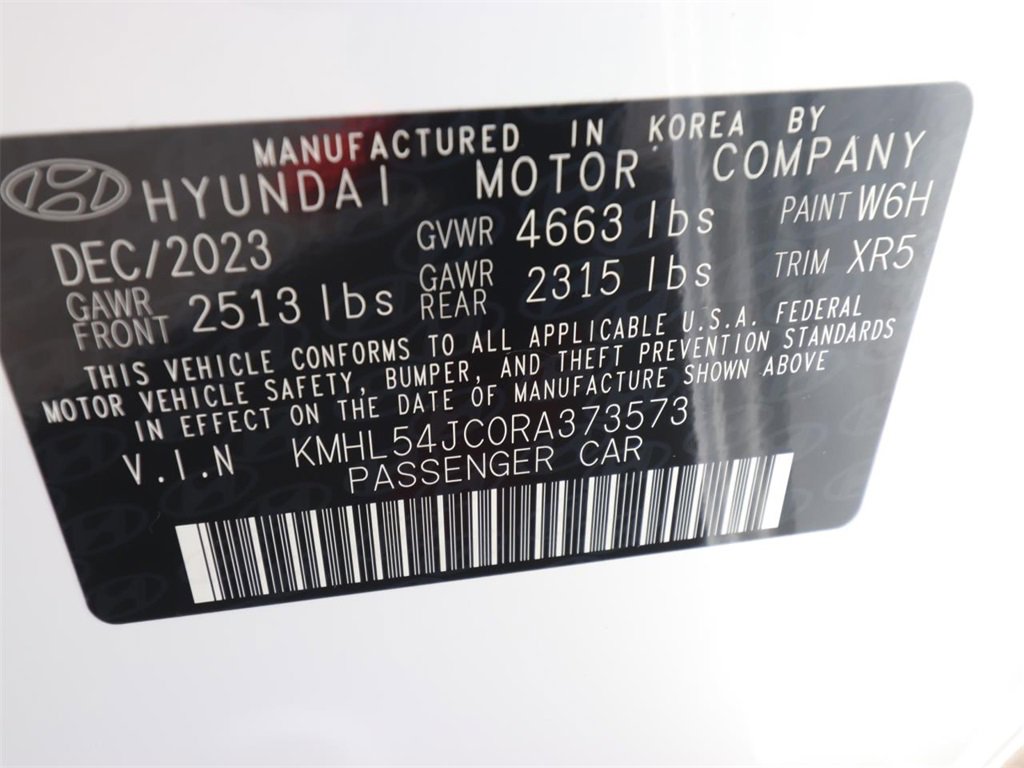 MANUFACTURED IN KOREA BY
HYUNDAI MOTOR COMPANY
DEC/2023 GVWR 4663 lbs PAINT W6H
GAWR FRONT 2513 lbs GAWR REAR 2315 lbs TRIM XR5
THIS VEHICLE CONFORMS TO ALL APPLICABLE U.S.A. FEDERAL
MOTOR VEHICLE SAFETY, BUMPER, AND THEFT PREVENTION STANDARDS
IN EFFECT ON THE DATE OF MANUFACTURE SHOWN ABOVE
V.I.N KMHL54JC0RA373573
PASSENGER CAR